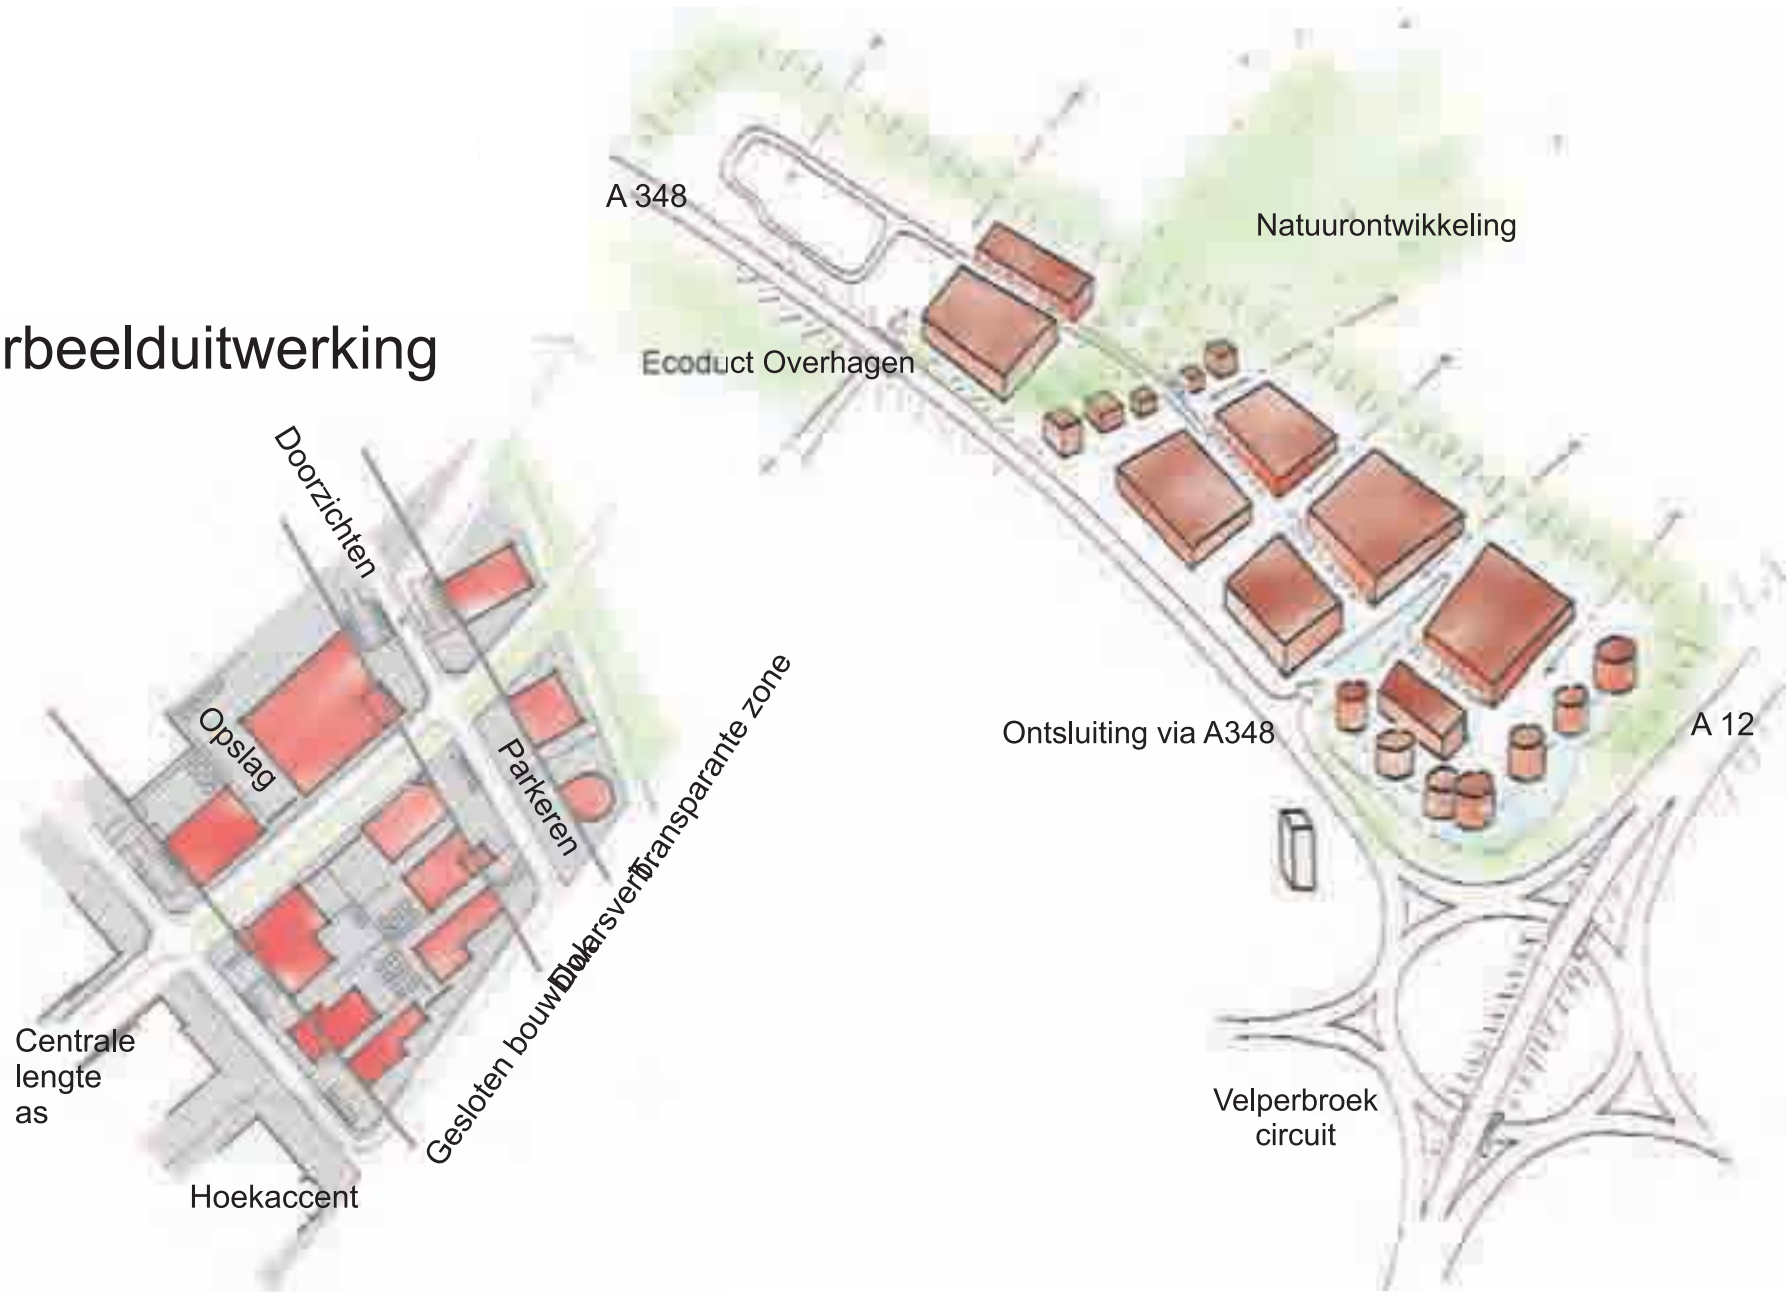 A 348
Natuurontwikkeling
rbeelduitwerking
Ecoduct Overhagen
Doorzichten
Opslag
Parkeren
Transparante zone
Gesloten bouwblok
Ontsluiting via A348
A 12
Centrale
lengte
as
Hoekaccent
Velperbroek
circuit